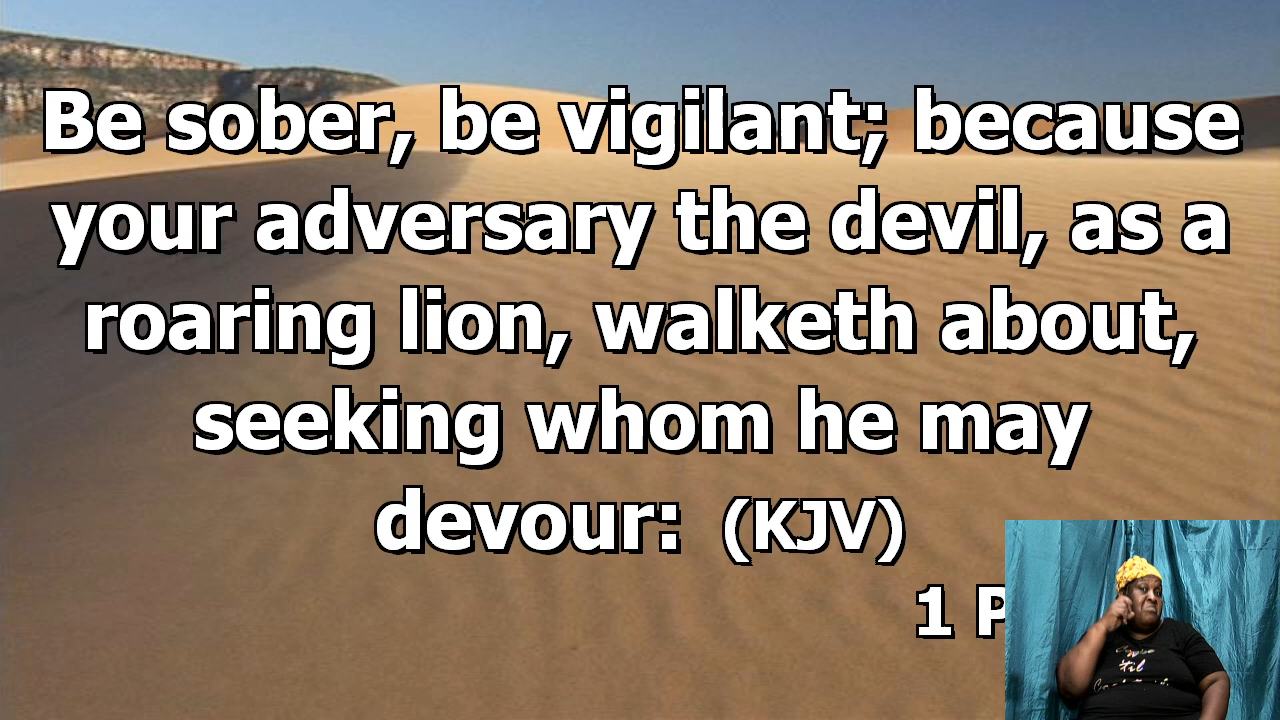 Be sober, be vigilant; because
your adversary the devil, as a
roaring lion, walketh about,
seeking whom he may
devour: (KJV)
1 P